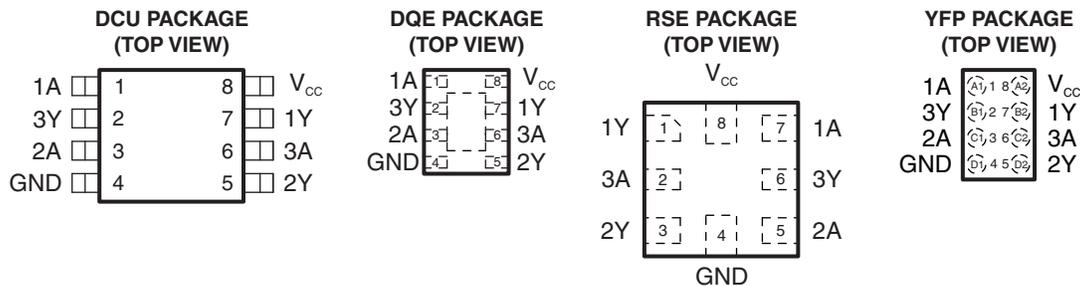 DCU PACKAGE
(TOP VIEW)
1A 1 8 VCC
3Y 2 7 1Y
2A 3 6 3A
GND 4 5 2Y
DQE PACKAGE
(TOP VIEW)
1A 1 8 VCC
3Y 2 7 1Y
2A 3 6 3A
GND 4 5 2Y
RSE PACKAGE
(TOP VIEW)
VCC
1Y 1 8 7 1A
3A 2 6 3Y
2Y 3 4 5 2A
GND
YFP PACKAGE
(TOP VIEW)
1A A1 1 8 A2 VCC
3Y B1 2 7 B2 1Y
2A C1 3 6 C2 3A
GND D1 4 5 D2 2Y